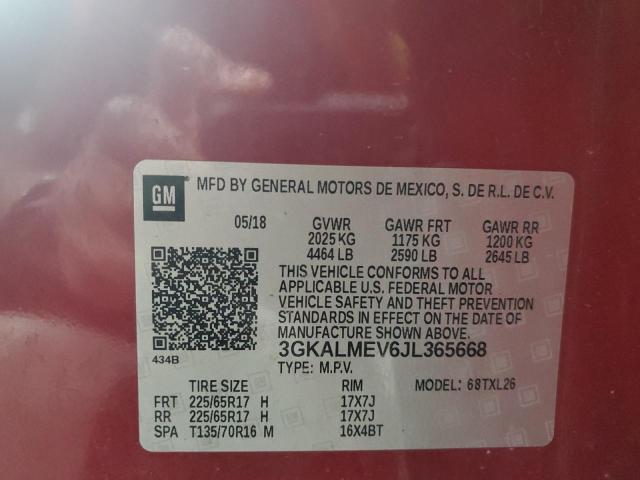 GM
MFD BY GENERAL MOTORS DE MEXICO, S. DE R.L. DE C.V.
05/18 GVWR GAWR FRT GAWR RR
2025 KG 1175 KG 1200 KG
4464 LB 2590 LB 2645 LB
THIS VEHICLE CONFORMS TO ALL
APPLICABLE U.S. FEDERAL MOTOR
VEHICLE SAFETY AND THEFT PREVENTION
STANDARDS IN EFFECT ON THE DATE OF
MANUFACTURE SHOWN ABOVE.
434B 3GKALMEV6JL365668
TYPE: M.P.V.
TIRE SIZE RIM MODEL: 68TXL26
FRT 225/65R17 H 17X7J
RR 225/65R17 H 17X7J
SPA T135/70R16 M 16X4BT